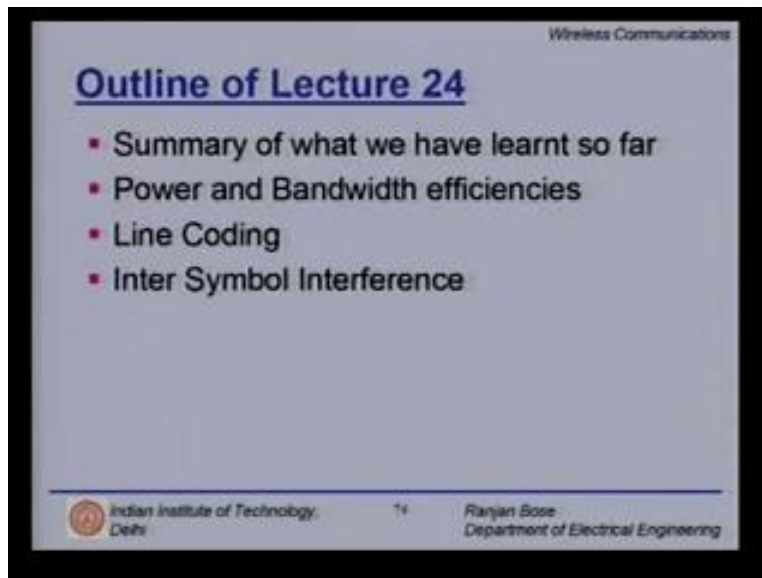 Wireless Communications
Outline of Lecture 24
Summary of what we have learnt so far
Power and Bandwidth efficiencies
Line Coding
Inter Symbol Interference
Indian Institute of Technology,
Delhi
Ranjan Bose
Department of Electrical Engineering